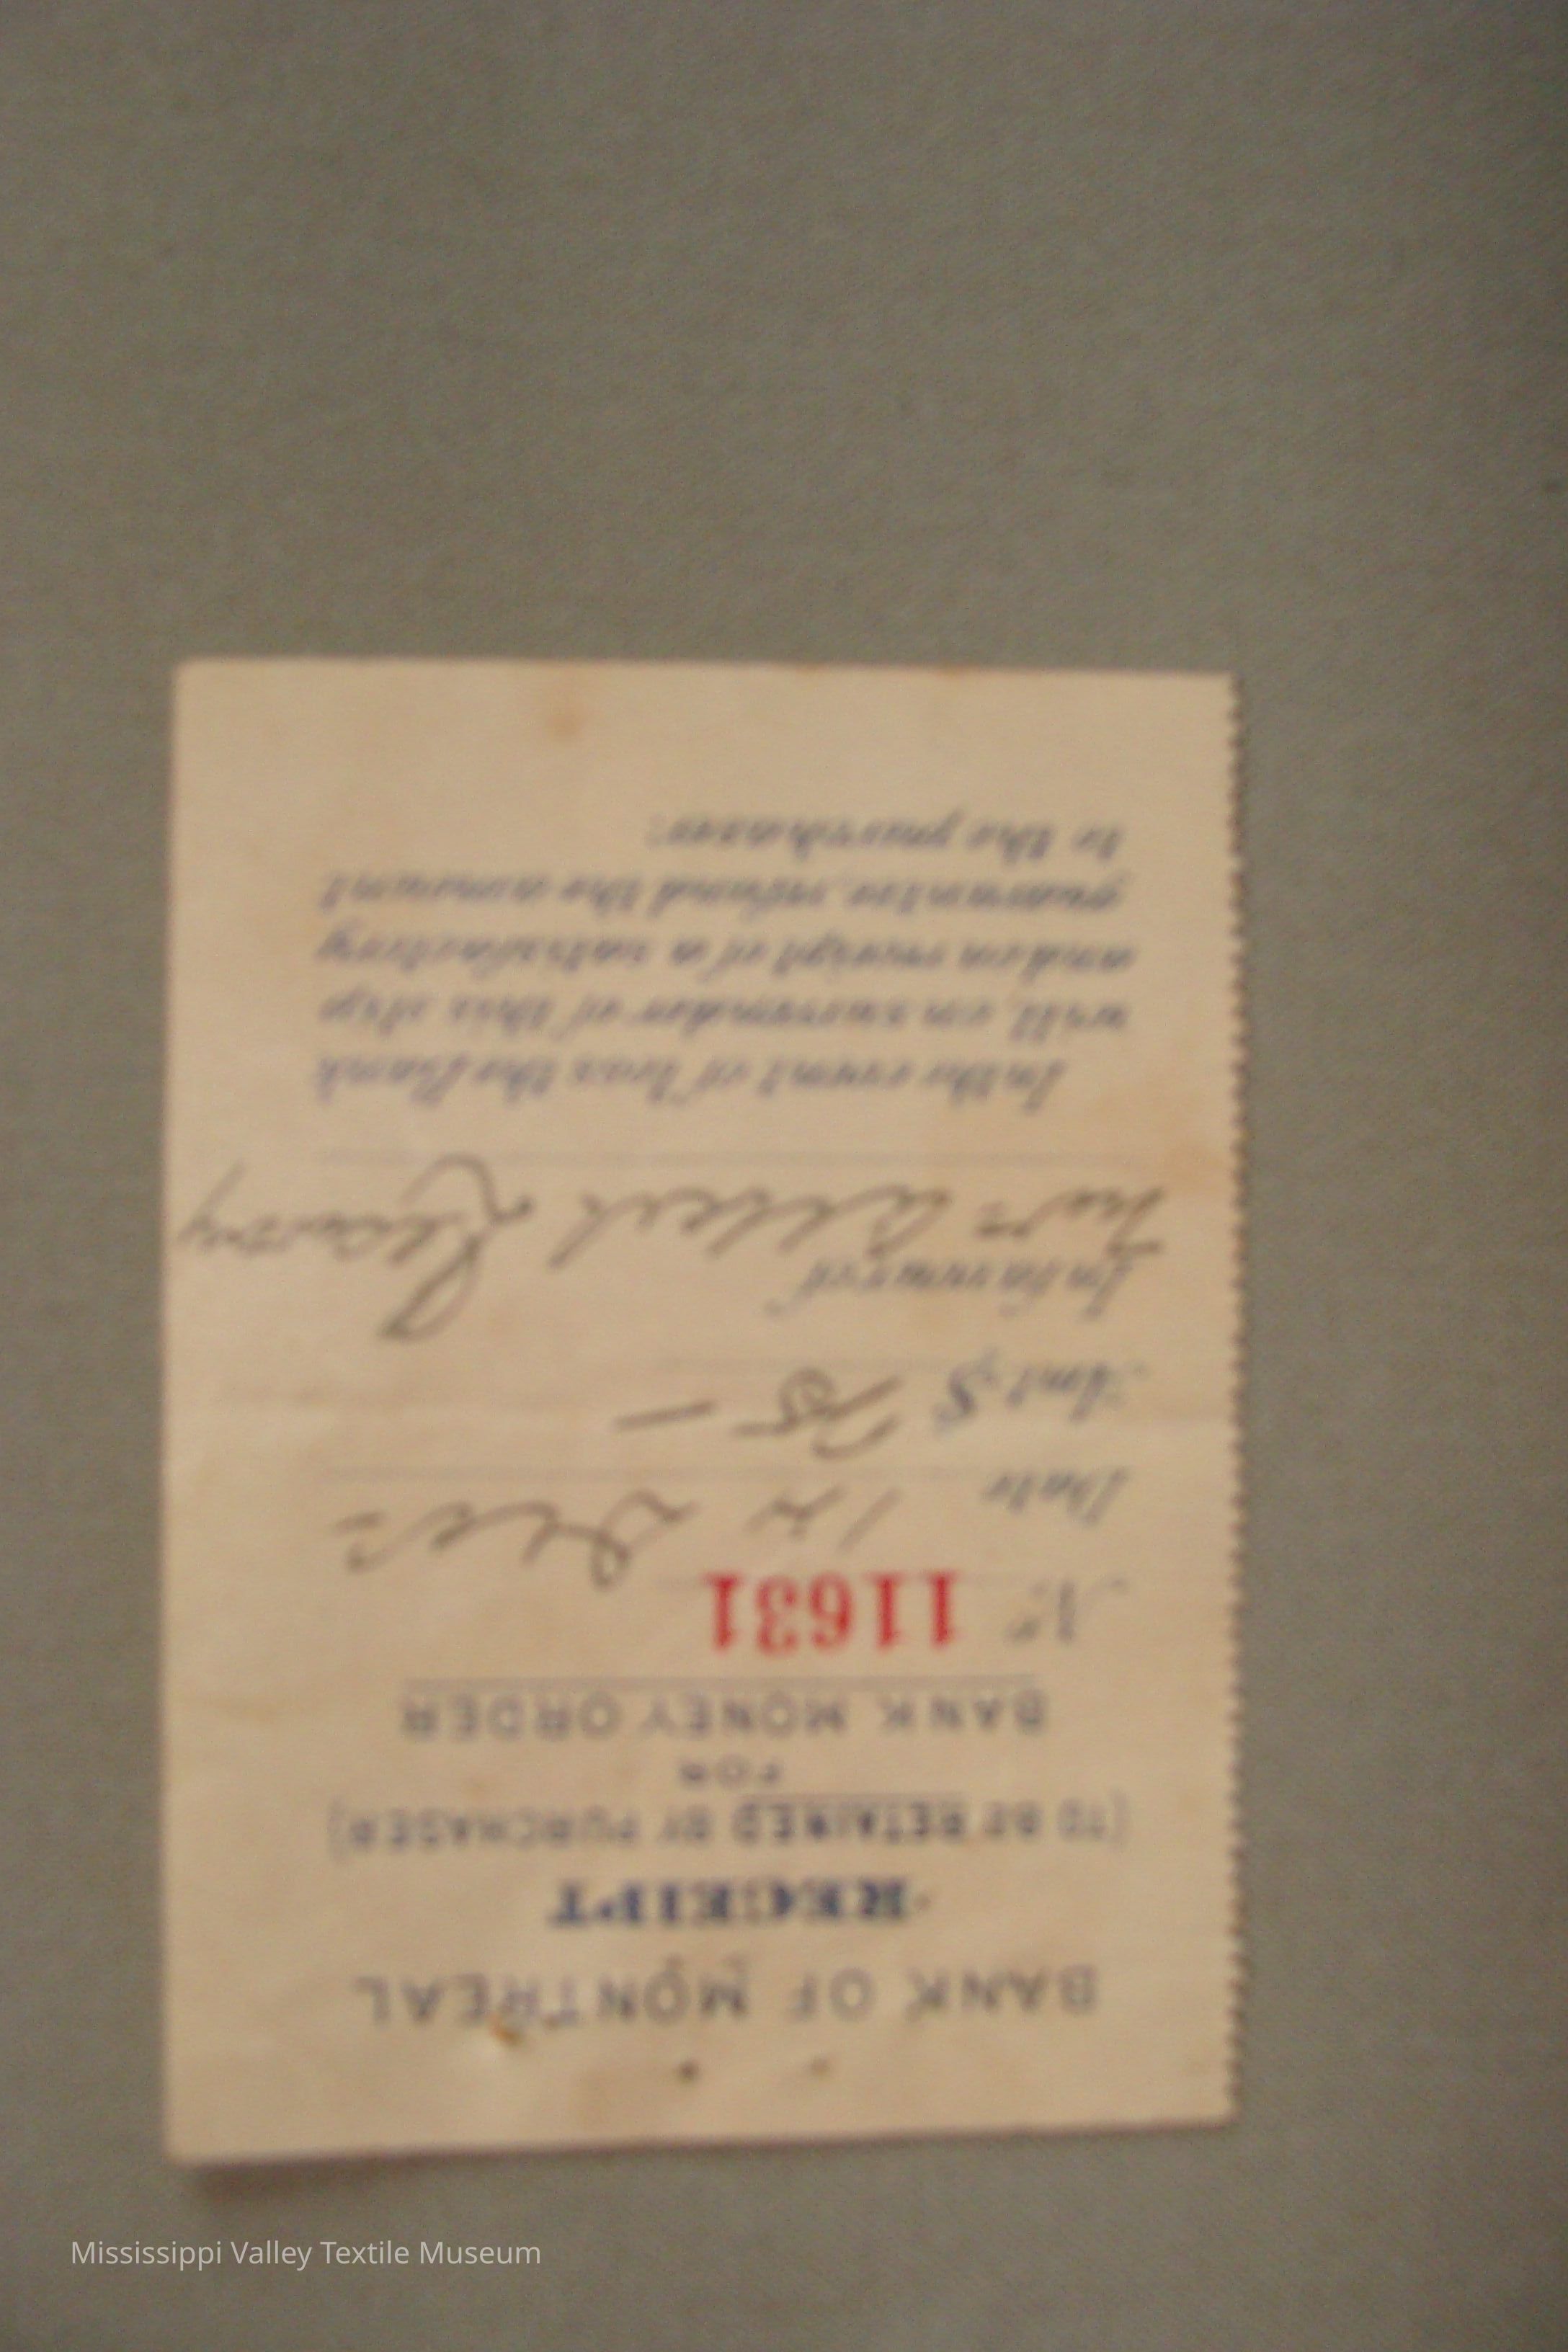 BANK OF MONTREAL
RECEIPT
(TO BE RETAINED BY PURCHASER)
FOR
BANK MONEY ORDER
No 11631
Date
Amt $
In favour of
In the event of loss the Bank
will, on surrender of this slip
and on receipt of a satisfactory
guarantee, refund the amount
to the purchaser.
Mississippi Valley Textile Museum